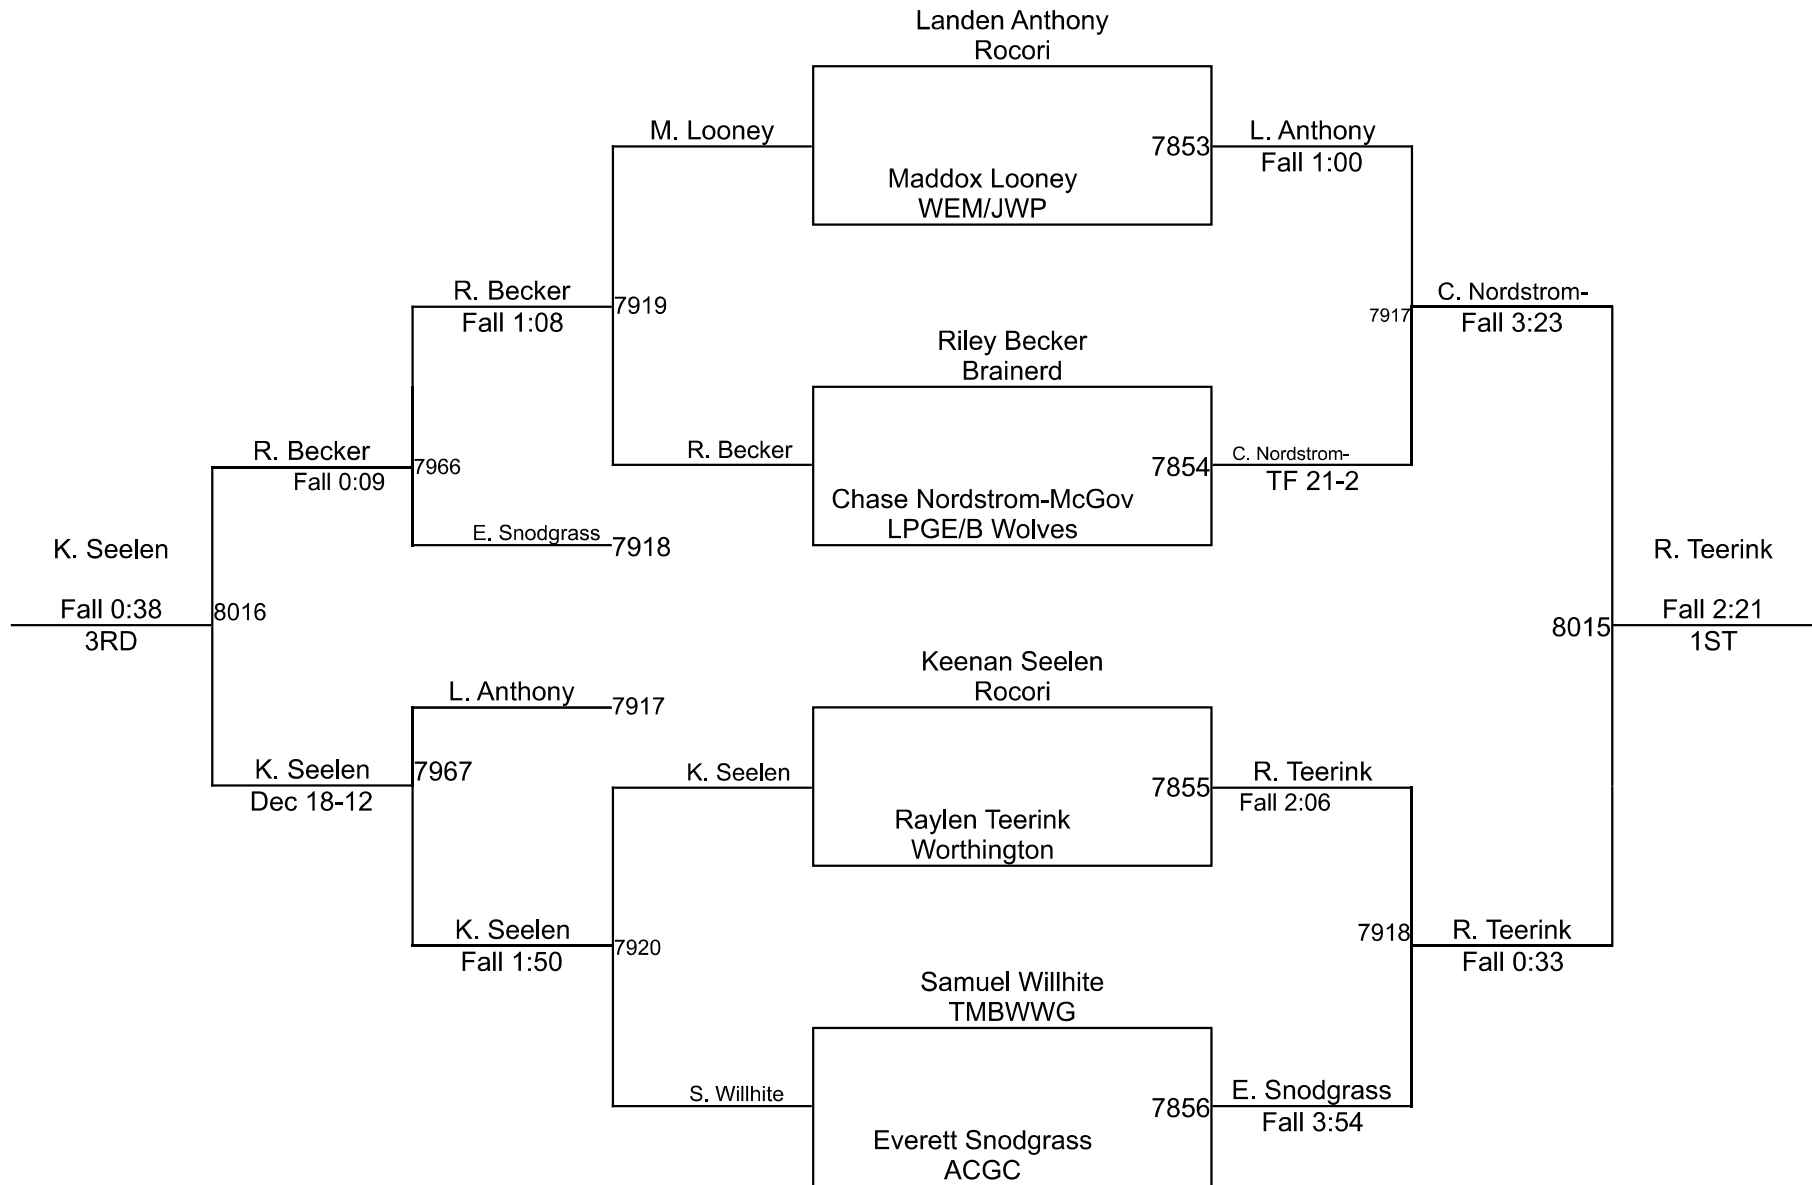 Landen Anthony
Rocori
M. Looney
7853
L. Anthony
Fall 1:00
Maddox Looney
WEM/JWP
R. Becker
Fall 1:08
7919
7917
C. Nordstrom-
Fall 3:23
Riley Becker
Brainerd
R. Becker
Fall 0:09
7966
R. Becker
7854
C. Nordstrom-
TF 21-2
Chase Nordstrom-McGov
LPGE/B Wolves
E. Snodgrass
7918
K. Seelen
Fall 0:38
3RD
8016
R. Teerink
Fall 2:21
1ST
8015
L. Anthony
7917
Keenan Seelen
Rocori
K. Seelen
Dec 18-12
7967
K. Seelen
7855
R. Teerink
Fall 2:06
Raylen Teerink
Worthington
K. Seelen
Fall 1:50
7920
7918
R. Teerink
Fall 0:33
Samuel Willhite
TMBWWG
S. Willhite
7856
E. Snodgrass
Fall 3:54
Everett Snodgrass
ACGC